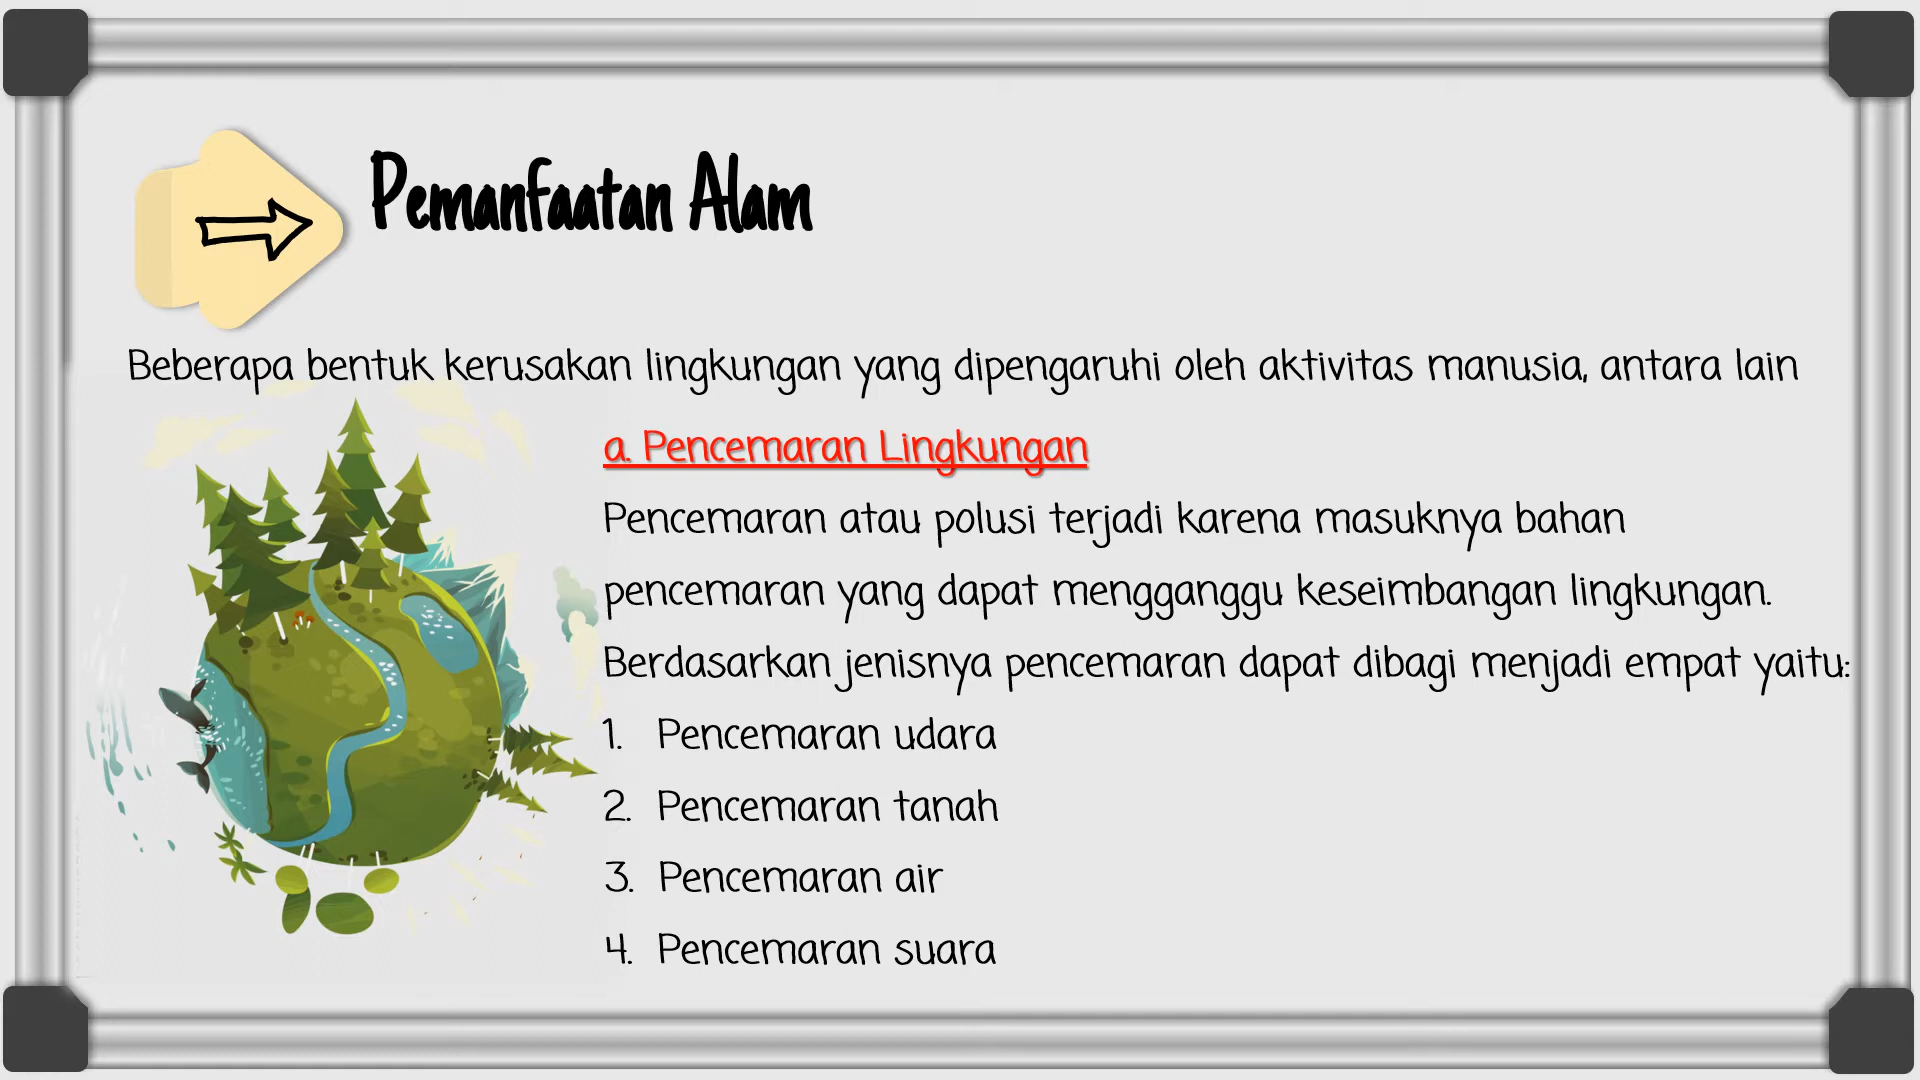 Pemanfaatan Alam
Beberapa bentuk kerusakan lingkungan yang dipengaruhi oleh aktivitas manusia, antara lain
a. Pencemaran Lingkungan
Pencemaran atau polusi terjadi karena masuknya bahan
pencemaran yang dapat mengganggu keseimbangan lingkungan.
Berdasarkan jenisnya pencemaran dapat dibagi menjadi empat yaitu:
1. Pencemaran udara
2. Pencemaran tanah
3. Pencemaran air
4. Pencemaran suara